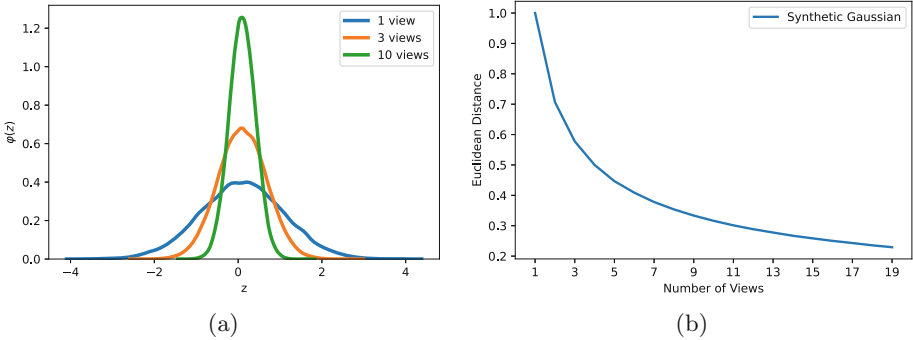 1 view
3 views
10 views
φ(z)
1.2
1.0
0.8
0.6
0.4
0.2
0.0
−4 −2 0 2 4
z
(a)
Synthetic Gaussian
Euclidean Distance
1.0
0.9
0.8
0.7
0.6
0.5
0.4
0.3
0.2
1 3 5 7 9 11 13 15 17 19
Number of Views
(b)